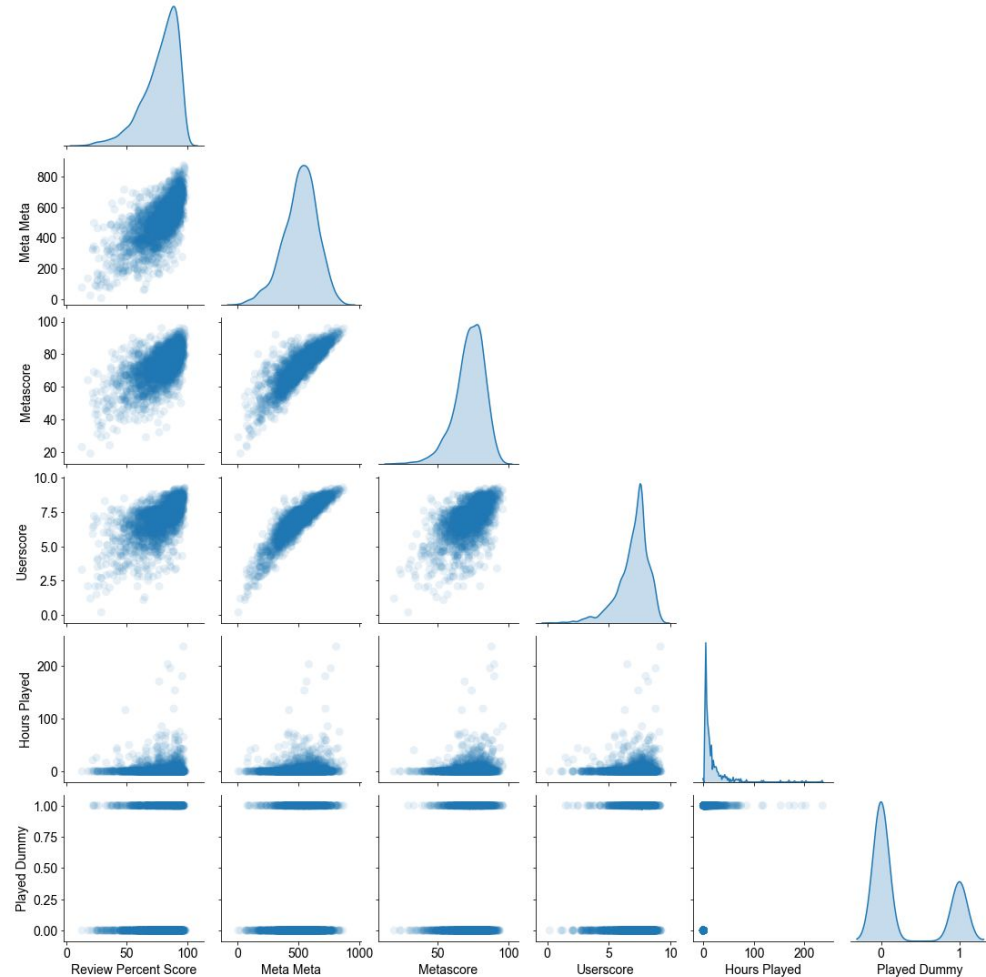 Meta Meta
800
600
400
200
0
Metascore
100
80
60
40
20
Userscore
10.0
7.5
5.0
2.5
0.0
Hours Played
200
100
0
Played Dummy
1.00
0.75
0.50
0.25
0.00
0 50 100
0 500 1000
0 50 100
0 5 10
0 100 200
0 1
Review Percent Score
Meta Meta
Metascore
Userscore
Hours Played
Played Dummy